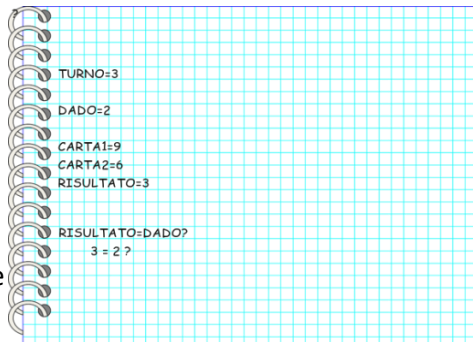 TURNO=3
DADO=2
CARTA1=9
CARTA2=6
RISULTATO=3
RISULTATO=DADO?
3 = 2 ?
e